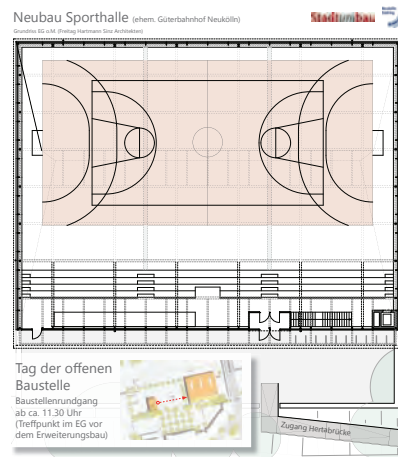 Neubau Sporthalle (ehem. Güterbahnhof Neukölln)
Grundriss EG o.M. (Freitag Hartmann Sinz Architekten)
Stadtumbau
Tag der offenen
Baustelle
Baustellenrundgang
ab ca. 11.30 Uhr
(Treffpunkt im EG vor
dem Erweiterungsbau)
Zugang Hertabrücke